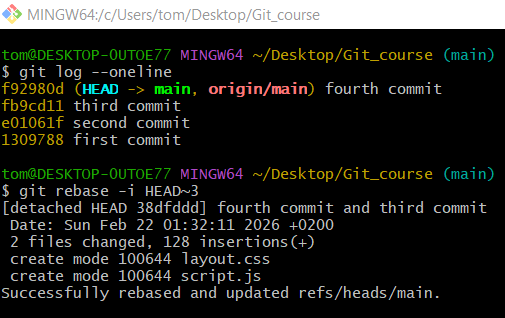 MINGW64:/c/Users/tom/Desktop/Git_course
tom@DESKTOP-OUTOE77 MINGW64 ~/Desktop/Git_course (main)
$ git log --oneline
f92980d (HEAD -> main, origin/main) fourth commit
fb9cd11 third commit
e01061f second commit
1309788 first commit
tom@DESKTOP-OUTOE77 MINGW64 ~/Desktop/Git_course (main)
$ git rebase -i HEAD~3
[detached HEAD 38dfddd] fourth commit and third commit
Date: Sun Feb 22 01:32:11 2026 +0200
2 files changed, 128 insertions(+)
create mode 100644 layout.css
create mode 100644 script.js
Successfully rebased and updated refs/heads/main.